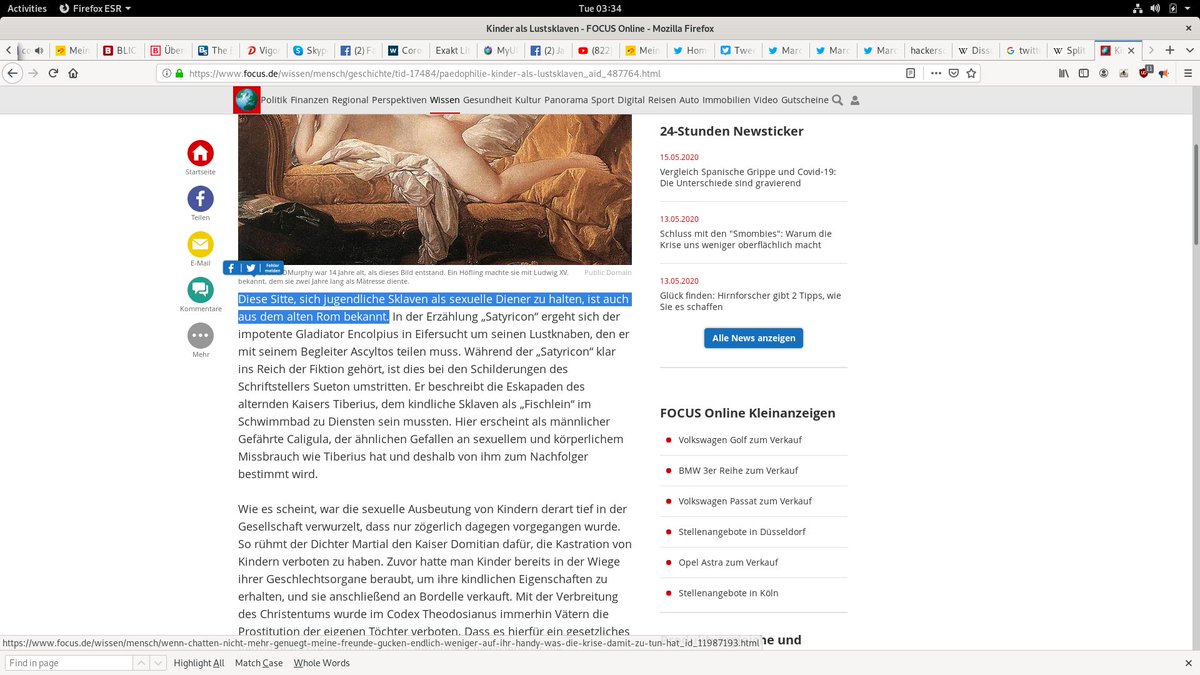 Activities Firefox ESR Tue 03:34
Kinder als Lustsklaven - FOCUS Online - Mozilla Firefox
Mein BLIC Über The F Vigor Skyp (2) Fa Core Exakt Li MyUI (2) Ja (822) Mein Hom Twee Marc Marc Marc hackersc Disso twitt Split Kin
https://www.focus.de/wissen/mensch/geschichte/tid-17484/paedophilie-kinder-als-lustsklaven_aid_487764.html
Politik Finanzen Regional Perspektiven Wissen Gesundheit Kultur Panorama Sport Digital Reisen Auto Immobilien Video Gutscheine
Startseite
Teilen
E-Mail
Kommentare
Mehr
Fehler
melden
Murphy war 14 Jahre alt, als dieses Bild entstand. Ein Höfling machte sie mit Ludwig XV. Public Domain
bekannt, dem sie zwei Jahre lang als Mätresse diente.
Diese Sitte, sich jugendliche Sklaven als sexuelle Diener zu halten, ist auch
aus dem alten Rom bekannt. In der Erzählung „Satyricon“ ergeht sich der
impotente Gladiator Encolpius in Eifersucht um seinen Lustknaben, den er
mit seinem Begleiter Ascyltos teilen muss. Während der „Satyricon“ klar
ins Reich der Fiktion gehört, ist dies bei den Schilderungen des
Schriftstellers Sueton umstritten. Er beschreibt die Eskapaden des
alternden Kaisers Tiberius, dem kindliche Sklaven als „Fischlein“ im
Schwimmbad zu Diensten sein mussten. Hier erscheint als männlicher
Gefährte Caligula, der ähnlichen Gefallen an sexuellem und körperlichem
Missbrauch wie Tiberius hat und deshalb von ihm zum Nachfolger
bestimmt wird.
Wie es scheint, war die sexuelle Ausbeutung von Kindern derart tief in der
Gesellschaft verwurzelt, dass nur zögerlich dagegen vorgegangen wurde.
So rühmt der Dichter Martial den Kaiser Domitian dafür, die Kastration von
Kindern verboten zu haben. Zuvor hatte man Kinder bereits in der Wiege
ihrer Geschlechtsorgane beraubt, um ihre kindlichen Eigenschaften zu
erhalten, und sie anschließend an Bordelle verkauft. Mit der Verbreitung
des Christentums wurde im Codex Theodosianus immerhin Vätern die
Prostitution der eigenen Töchter verboten. Dass es hierfür ein gesetzliches
24-Stunden Newsticker
15.05.2020
Vergleich Spanische Grippe und Covid-19:
Die Unterschiede sind gravierend
13.05.2020
Schluss mit den "Smombies": Warum die
Krise uns weniger oberflächlich macht
13.05.2020
Glück finden: Hirnforscher gibt 2 Tipps, wie
Sie es schaffen
Alle News anzeigen
FOCUS Online Kleinanzeigen
Volkswagen Golf zum Verkauf
BMW 3er Reihe zum Verkauf
Volkswagen Passat zum Verkauf
Stellenangebote in Düsseldorf
Opel Astra zum Verkauf
Stellenangebote in Köln
und
https://www.focus.de/wissen/mensch/wenn-chatten-nicht-mehr-genuegt-meine-freunde-gucken-endlich-weniger-auf-ihr-handy-was-die-krise-damit-zu-tun-hat_id_11987193.html
Find in page Highlight All Match Case Whole Words